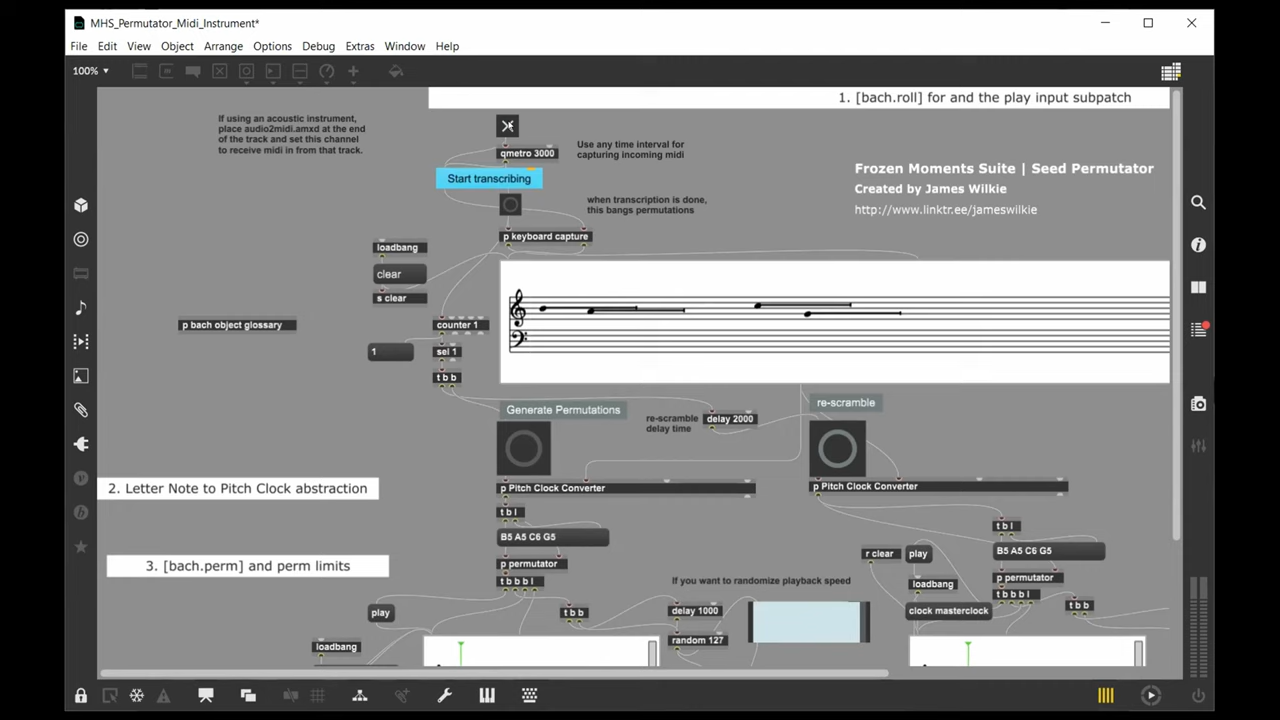 MHS_Permutator_Midi_Instrument*
File Edit View Object Arrange Options Debug Extras Window Help
100%
1. [bach.roll] for and the play input subpatch
If using an acoustic instrument,
place audio2midi.amxd at the end
of the track and set this channel
to receive midi in from that track.
qmetro 3000
Use any time interval for
capturing incoming midi
Start transcribing
Frozen Moments Suite | Seed Permutator
Created by James Wilkie
http://www.linktr.ee/jameswilkie
when transcription is done,
this bangs permutations
p keyboard capture
loadbang
clear
s clear
p bach object glossary
counter 1
1
sel 1
t b b
Generate Permutations
re-scramble
delay time
delay 2000
re-scramble
2. Letter Note to Pitch Clock abstraction
p Pitch Clock Converter
p Pitch Clock Converter
t b l
t b l
B5 A5 C6 G5
B5 A5 C6 G5
3. [bach.perm] and perm limits
p permutator
t b b b l
If you want to randomize playback speed
r clear
play
loadbang
p permutator
t b b b l
play
t b b
delay 1000
clock masterclock
t b b
loadbang
random 127